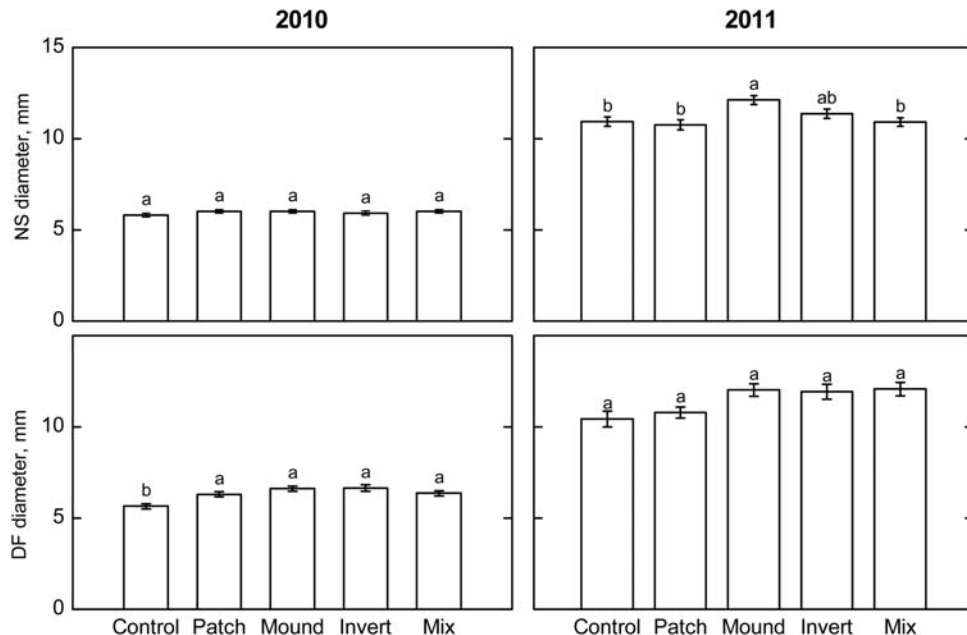 2010 2011
15
10
5
0
NS diameter, mm
a a a a a
b b a ab b
10
5
0
DF diameter, mm
b a a a a
a a a a a
Control Patch Mound Invert Mix Control Patch Mound Invert Mix